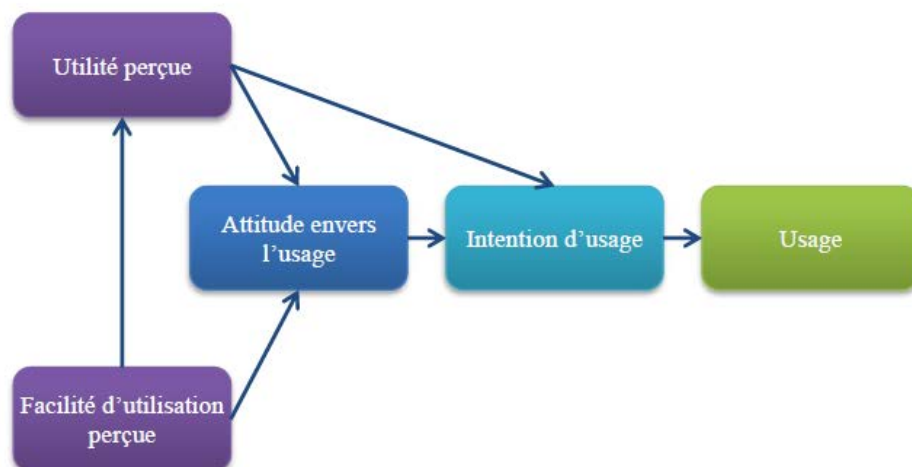 Utilité perçue
Attitude envers
l’usage
Intention d’usage
Usage
Facilité d’utilisation
perçue